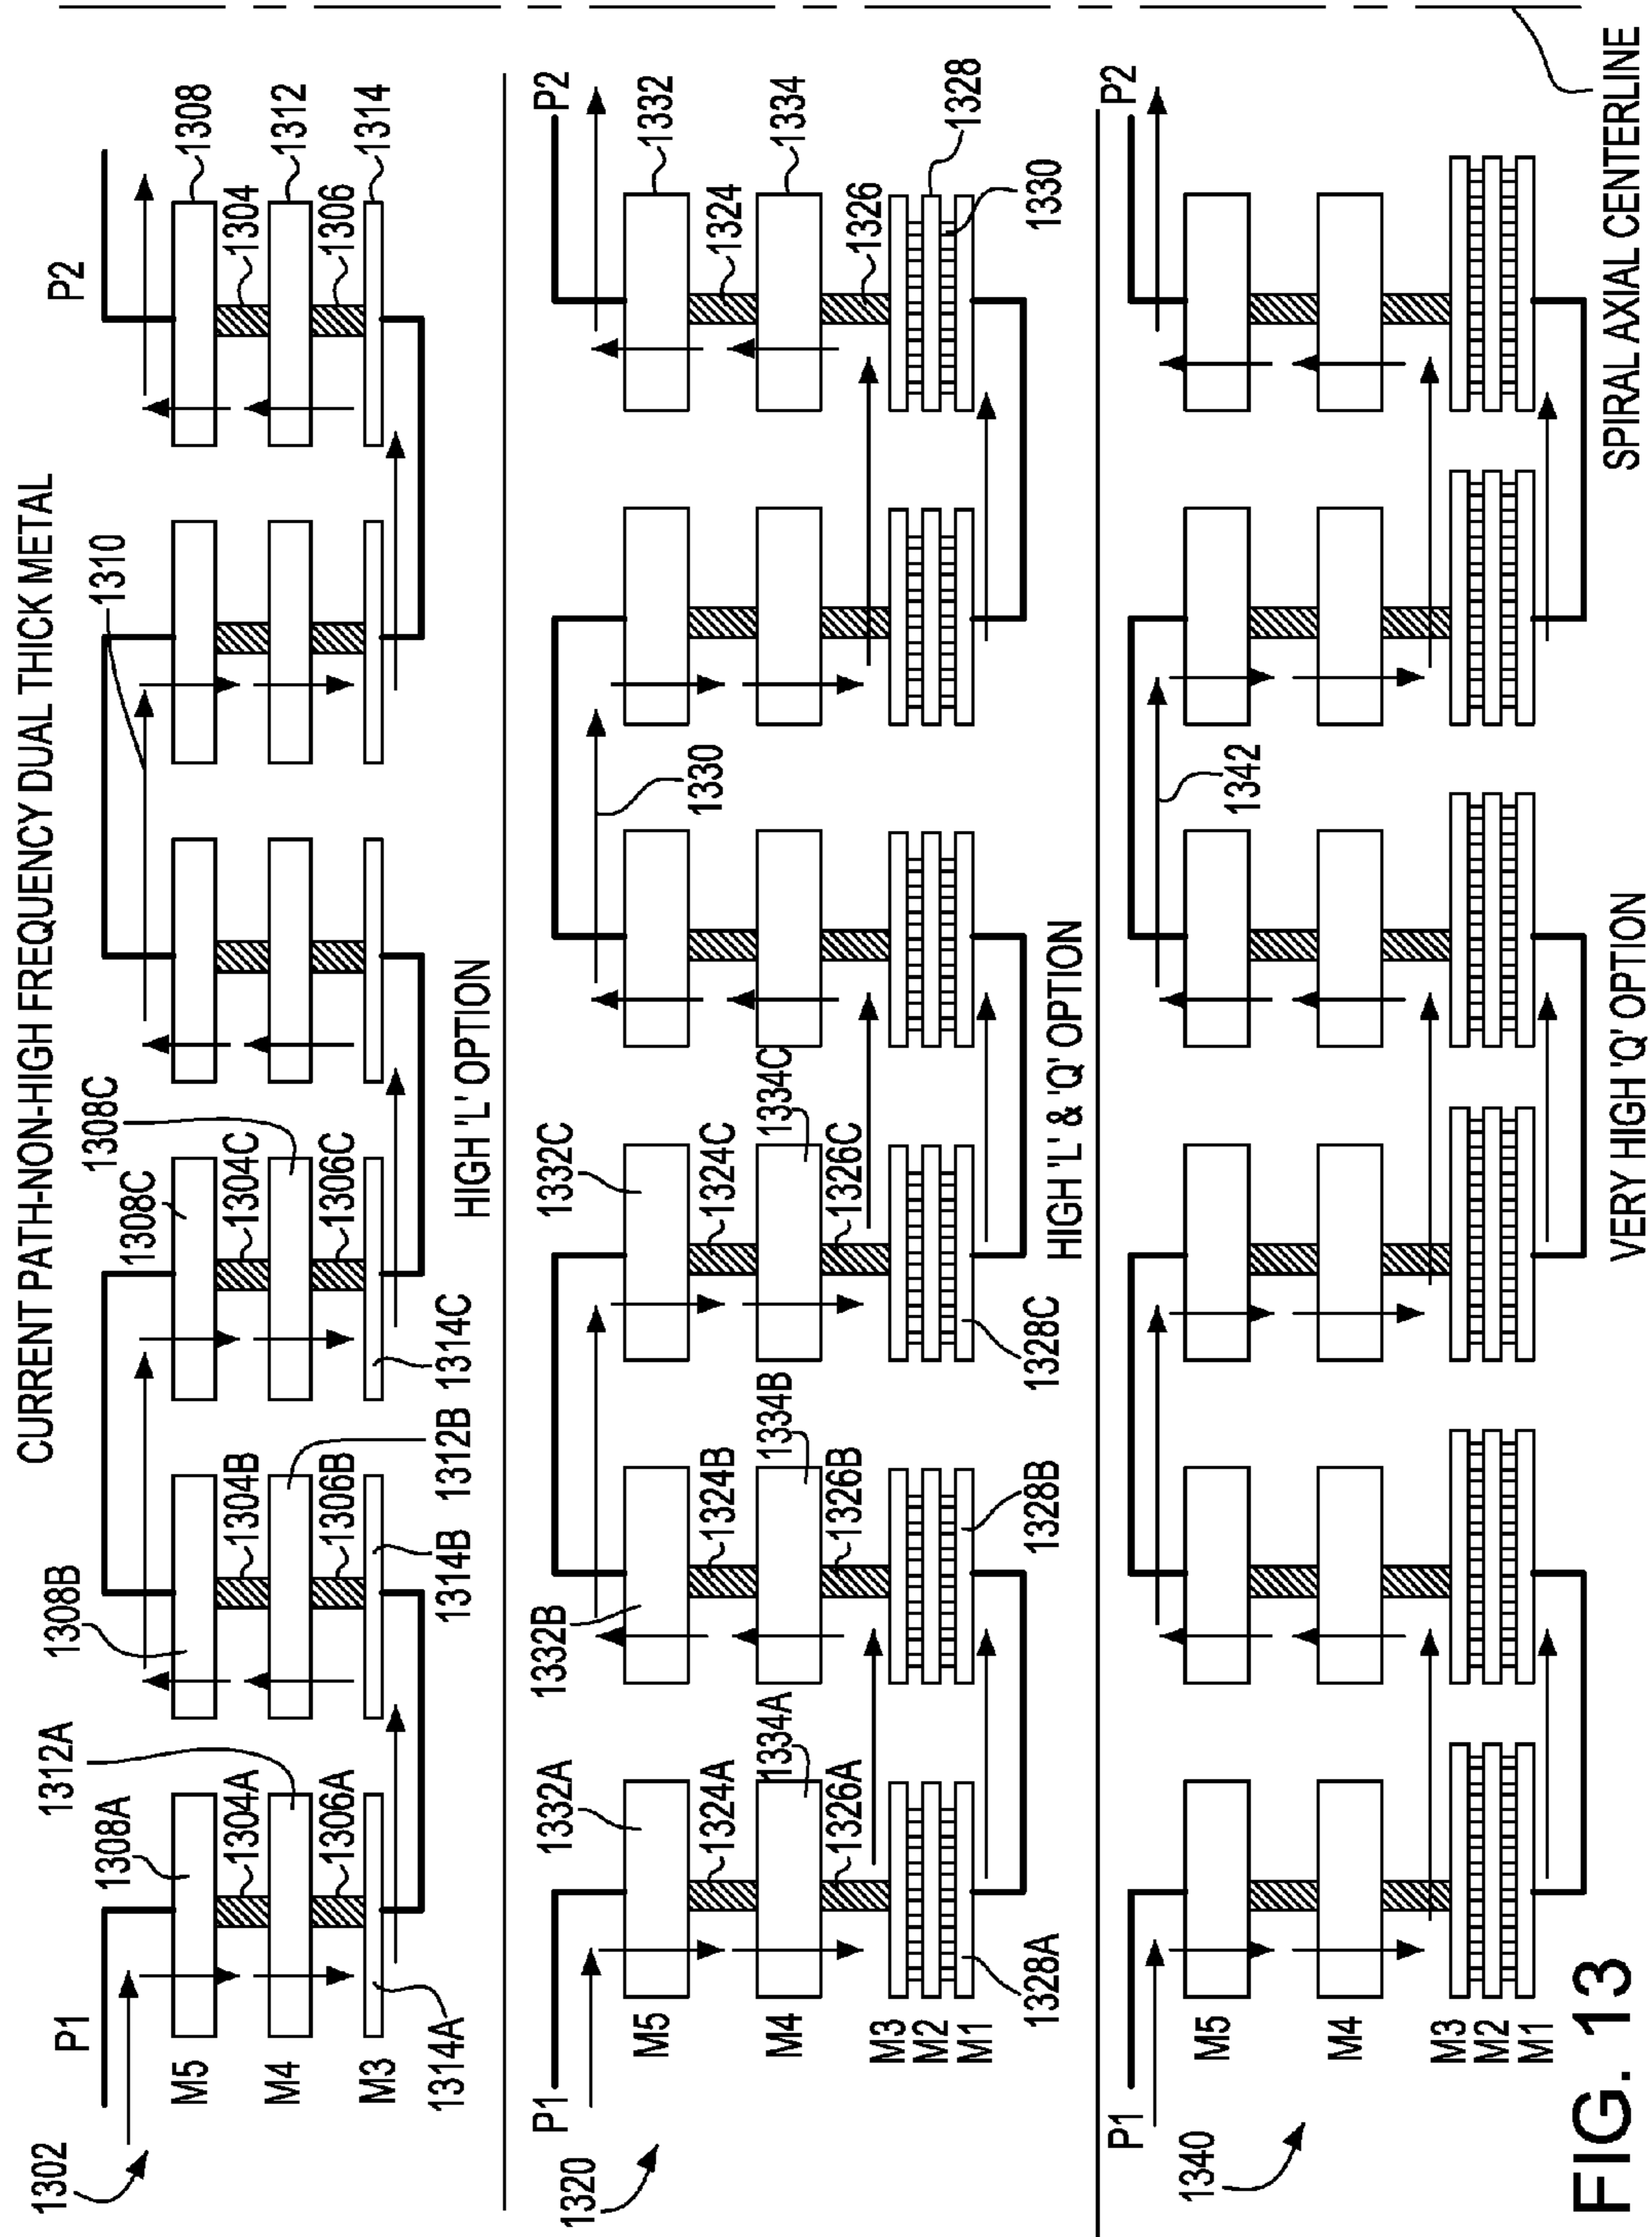 CURRENT PATH-NON-HIGH FREQUENCY DUAL THICK METAL
1302
P1
1308A
1312A
1308B
1308C
1308C
1310
P2
1308
M5
1304A
1304B
1304C
1304
M4
1312
1306A
1306B
1306C
1306
M3
1314
1314A
1314B
1312B
1314C
HIGH 'L' OPTION
1320
P1
1332A
1332B
1332C
P2
M5
1332
1324A
1324B
1324C
1330
1324
M4
1334A
1334B
1334C
1334
1326A
1326B
1326C
1326
M3
M2
M1
1328
1328A
1328B
1328C
1330
HIGH 'L' & 'Q' OPTION
1340
P1
P2
M5
1342
M4
M3
M2
M1
VERY HIGH 'Q' OPTION
SPIRAL AXIAL CENTERLINE
FIG. 13